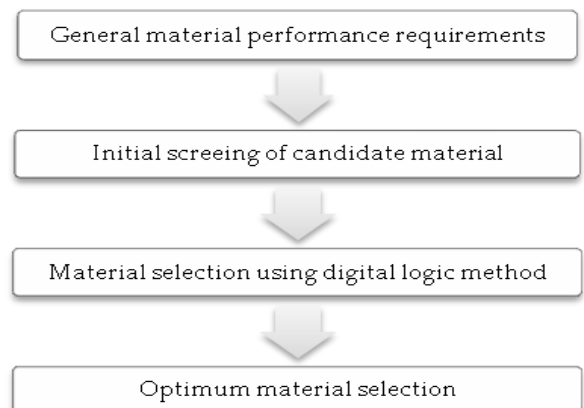 General material performance requirements
Initial screeing of candidate material
Material selection using digital logic method
Optimum material selection